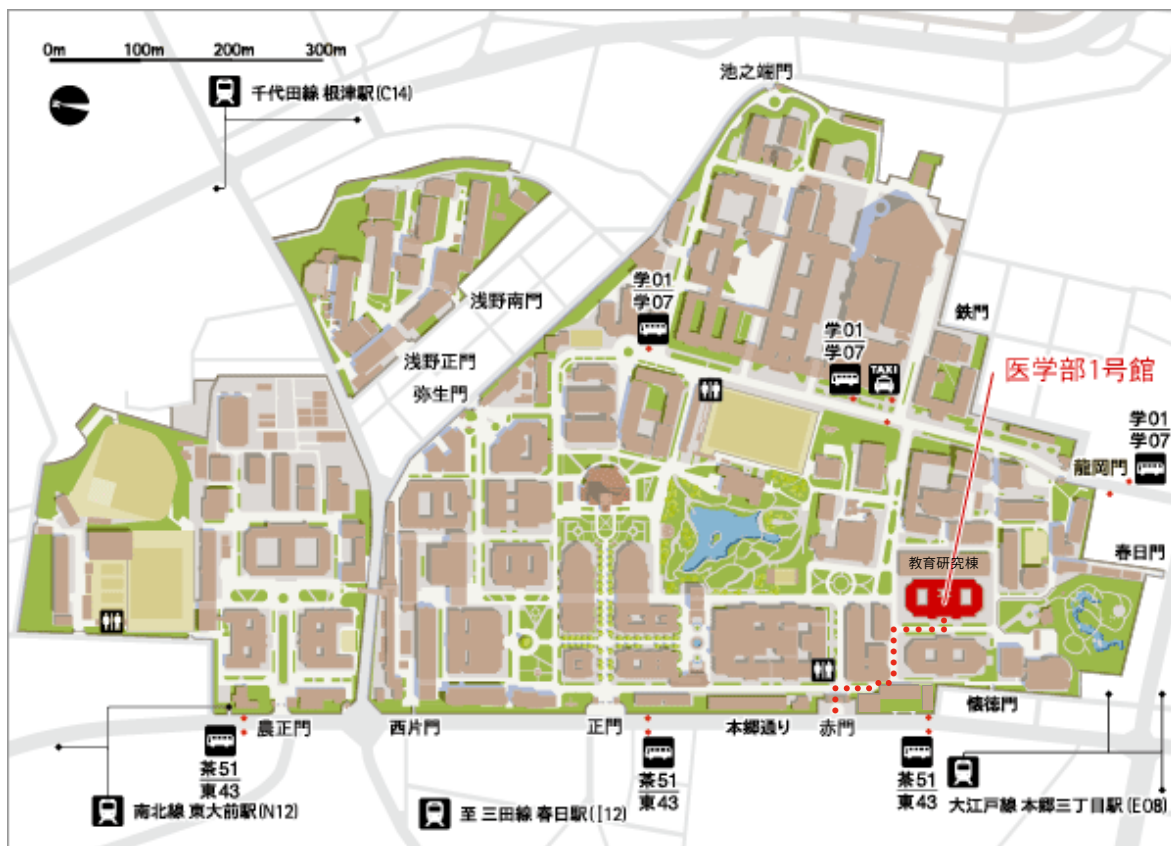 0m 100m 200m 300m
千代田線 根津駅(C14)
池之端門
浅野南門
浅野正門
弥生門
学01
学07
学01
学07
TAXI
鉄門
医学部1号館
学01
学07
龍岡門
春日門
教育研究棟
懐徳門
農正門
西片門
正門
本郷通り
赤門
茶51
東43
茶51
東43
茶51
東43
南北線 東大前駅(N12)
至 三田線 春日駅([12)
大江戸線 本郷三丁目駅(E08)